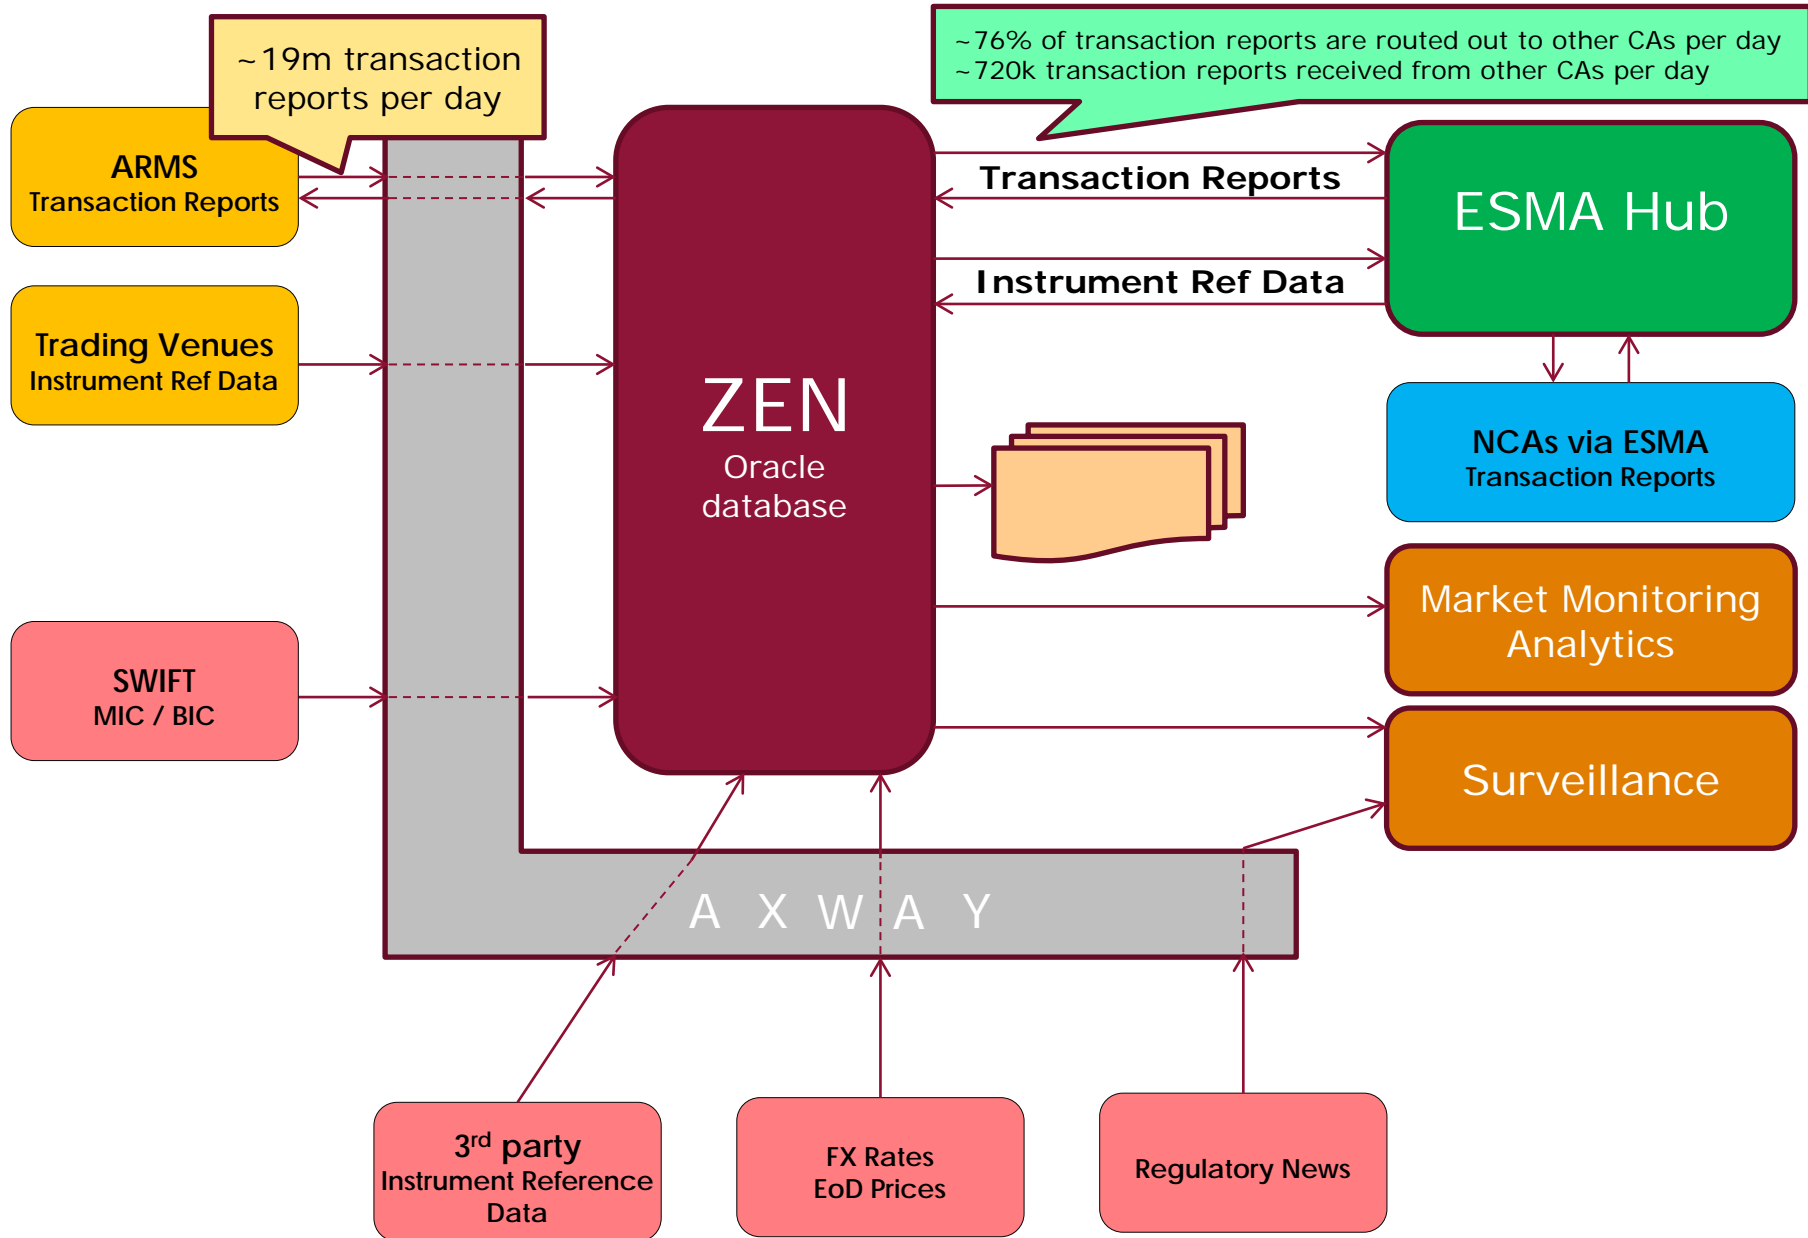 ~19m transaction
reports per day
~76% of transaction reports are routed out to other CAs per day
~720k transaction reports received from other CAs per day
ARMS
Transaction Reports
Transaction Reports
ESMA Hub
Instrument Ref Data
Trading Venues
Instrument Ref Data
ZEN
Oracle
database
NCAs via ESMA
Transaction Reports
Market Monitoring
Analytics
SWIFT
MIC / BIC
Surveillance
A X W A Y
3rd party
Instrument Reference
Data
FX Rates
EoD Prices
Regulatory News